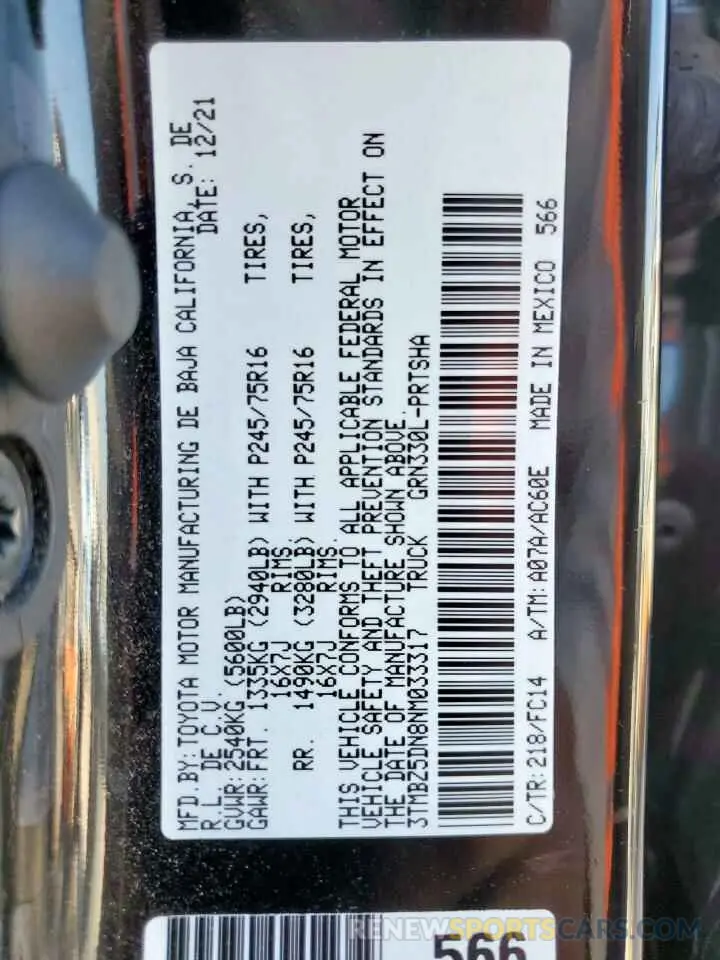 MFD.BY:TOYOTA MOTOR MANUFACTURING DE BAJA CALIFORNIA, S. DE
R.L. DE C.V. DATE: 12/21
GVWR:2540KG (5600LB)
GAWR:FRT. 1335KG (2940LB) WITH P245/75R16 TIRES,
16X7J RIMS.
RR. 1490KG (3280LB) WITH P245/75R16 TIRES,
16X7J RIMS.
THIS VEHICLE CONFORMS TO ALL APPLICABLE FEDERAL MOTOR
VEHICLE SAFETY AND THEFT PREVENTION STANDARDS IN EFFECT ON
THE DATE OF MANUFACTURE SHOWN ABOVE.
3TMBZ5DN8NM033317 TRUCK GRN330L-PRTSHA
C/TR:218/FC14 A/TM:A07A/AC60E MADE IN MEXICO 566
566
RENEWSPORTSCARS.COM